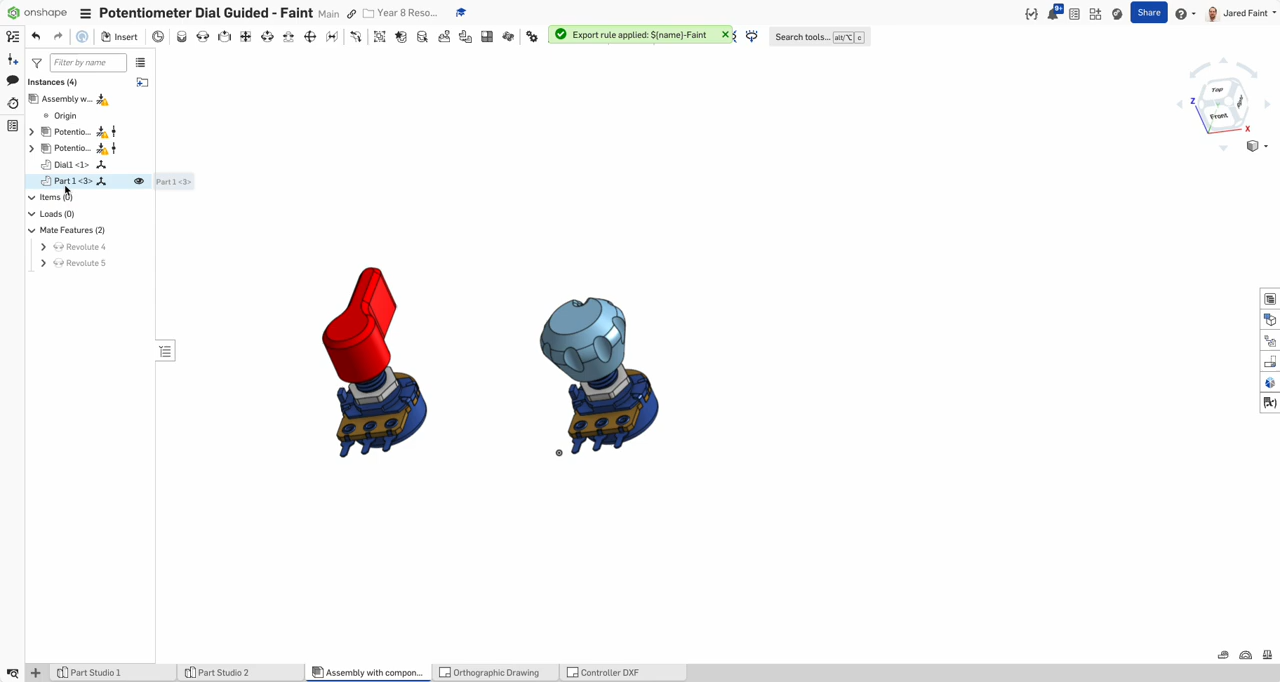 onshape Potentiometer Dial Guided - Faint Main Year 8 Reso... 9+ Share Jared Faint
Insert Export rule applied: ${name}-Faint Search tools... alt/⌥ c
Filter by name
Instances (4)
Assembly w...
Origin
Potentio...
Potentio...
Dial1 <1>
Part 1 <3> Part 1 <3>
Items (0)
Loads (0)
Mate Features (2)
Revolute 4
Revolute 5
Top
Front
Right
Z
X
Part Studio 1 Part Studio 2 Assembly with compon... Orthographic Drawing Controller DXF